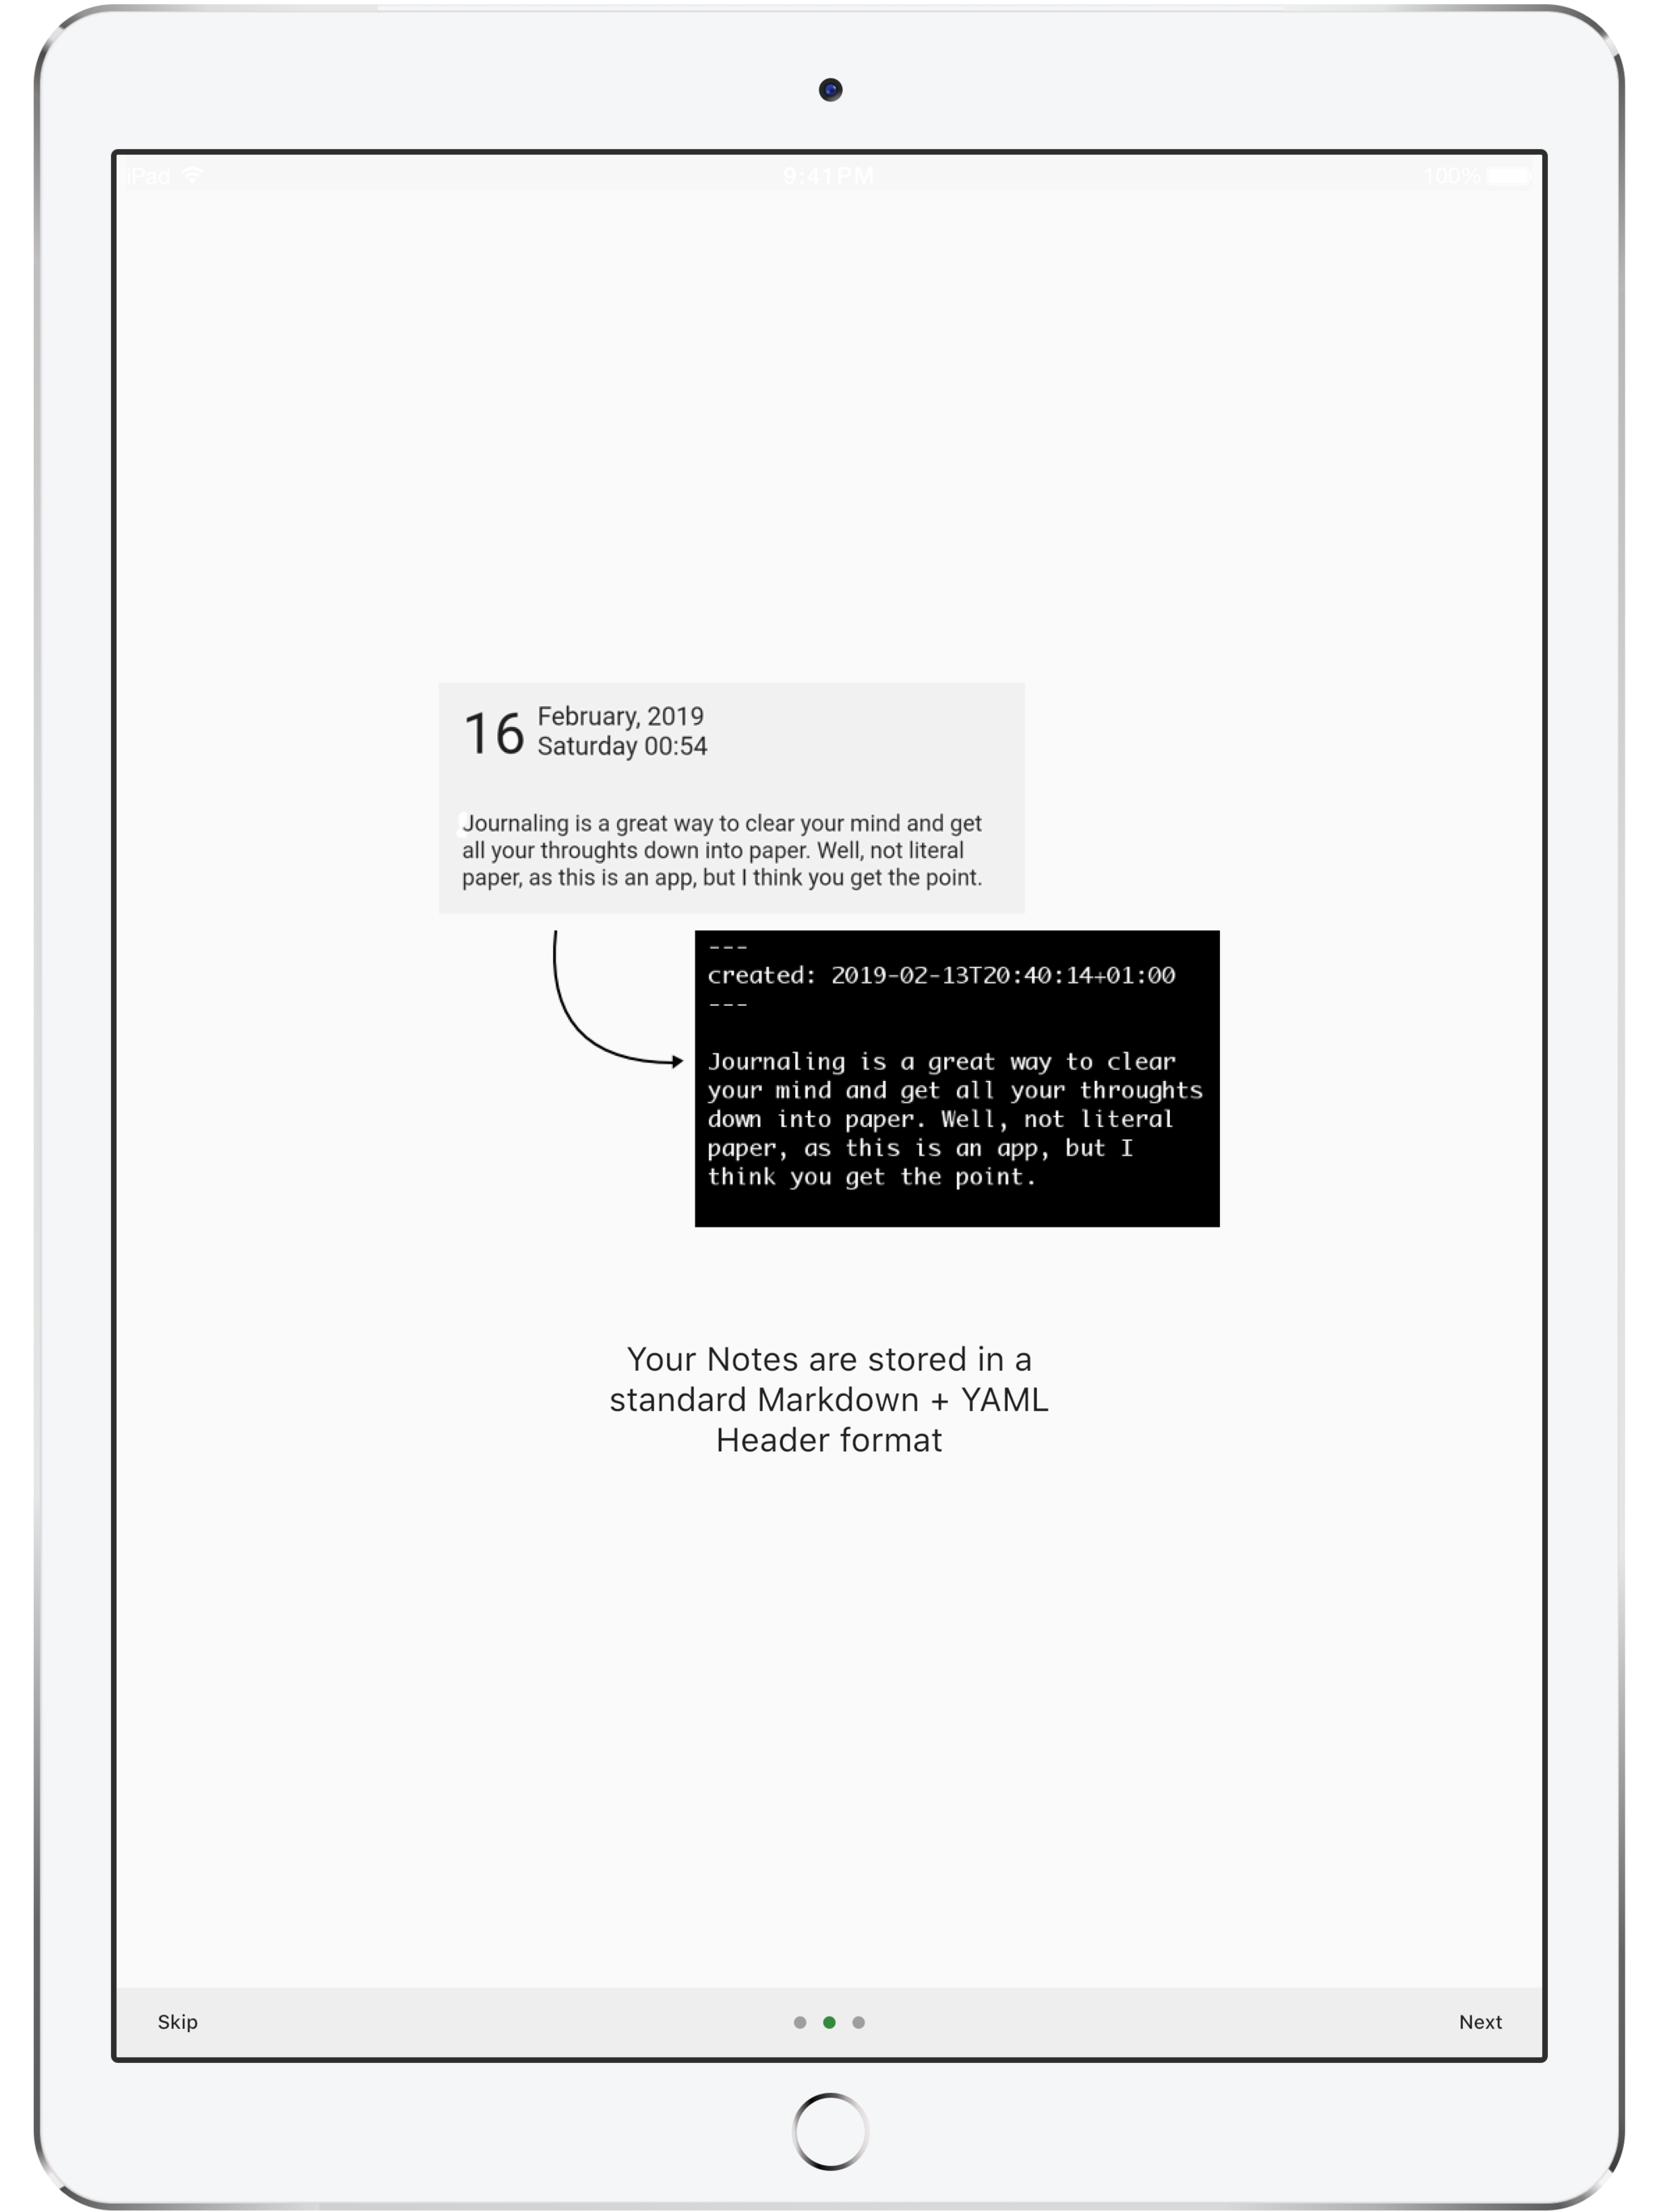 iPad 9:41PM 100%
16 February, 2019
Saturday 00:54
Journaling is a great way to clear your mind and get
all your throughts down into paper. Well, not literal
paper, as this is an app, but I think you get the point.
---
created: 2019-02-13T20:40:14+01:00
---
Journaling is a great way to clear
your mind and get all your throughts
down into paper. Well, not literal
paper, as this is an app, but I
think you get the point.
Your Notes are stored in a
standard Markdown + YAML
Header format
Skip Next